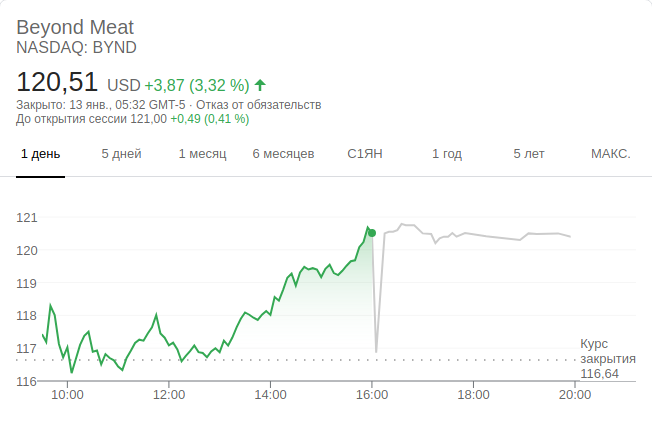 Beyond Meat
NASDAQ: BYND
120,51 USD +3,87 (3,32 %)
Закрыто: 13 янв., 05:32 GMT-5 · Отказ от обязательств
До открытия сессии 121,00 +0,49 (0,41 %)
1 день 5 дней 1 месяц 6 месяцев С1ЯН 1 год 5 лет МАКС.
121
120
119
118
117
116
Курс
закрытия
116,64
10:00 12:00 14:00 16:00 18:00 20:00